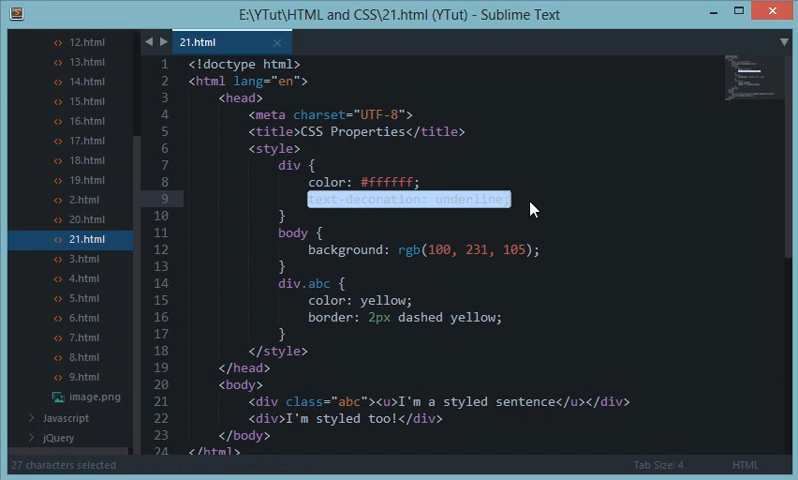 E:\YTut\HTML and CSS\21.html (YTut) - Sublime Text
12.html
13.html
14.html
15.html
16.html
17.html
18.html
19.html
2.html
20.html
21.html
3.html
4.html
5.html
6.html
7.html
8.html
9.html
image.png
Javascript
jQuery
21.html
1 <!doctype html>
2 <html lang="en">
3 <head>
4 <meta charset="UTF-8">
5 <title>CSS Properties</title>
6 <style>
7 div {
8 color: #ffffff;
9 text-decoration: underline;
10 }
11 body {
12 background: rgb(100, 231, 105);
13 }
14 div.abc {
15 color: yellow;
16 border: 2px dashed yellow;
17 }
18 </style>
19 </head>
20 <body>
21 <div class="abc"><u>I'm a styled sentence</u></div>
22 <div>I'm styled too!</div>
23 </body>
24 </html>
27 characters selected
Tab Size: 4
HTML